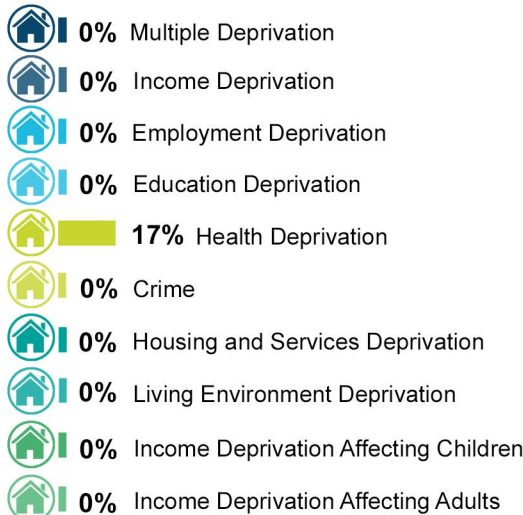 0% Multiple Deprivation
0% Income Deprivation
0% Employment Deprivation
0% Education Deprivation
17% Health Deprivation
0% Crime
0% Housing and Services Deprivation
0% Living Environment Deprivation
0% Income Deprivation Affecting Children
0% Income Deprivation Affecting Adults